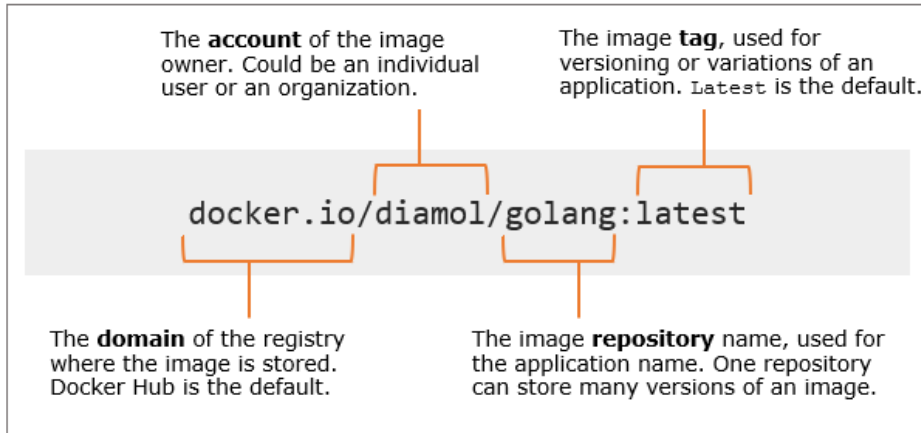 The account of the image
owner. Could be an individual
user or an organization.
The image tag, used for
versioning or variations of an
application. Latest is the default.
docker.io/diamol/golang:latest
The domain of the registry
where the image is stored.
Docker Hub is the default.
The image repository name, used for
the application name. One repository
can store many versions of an image.